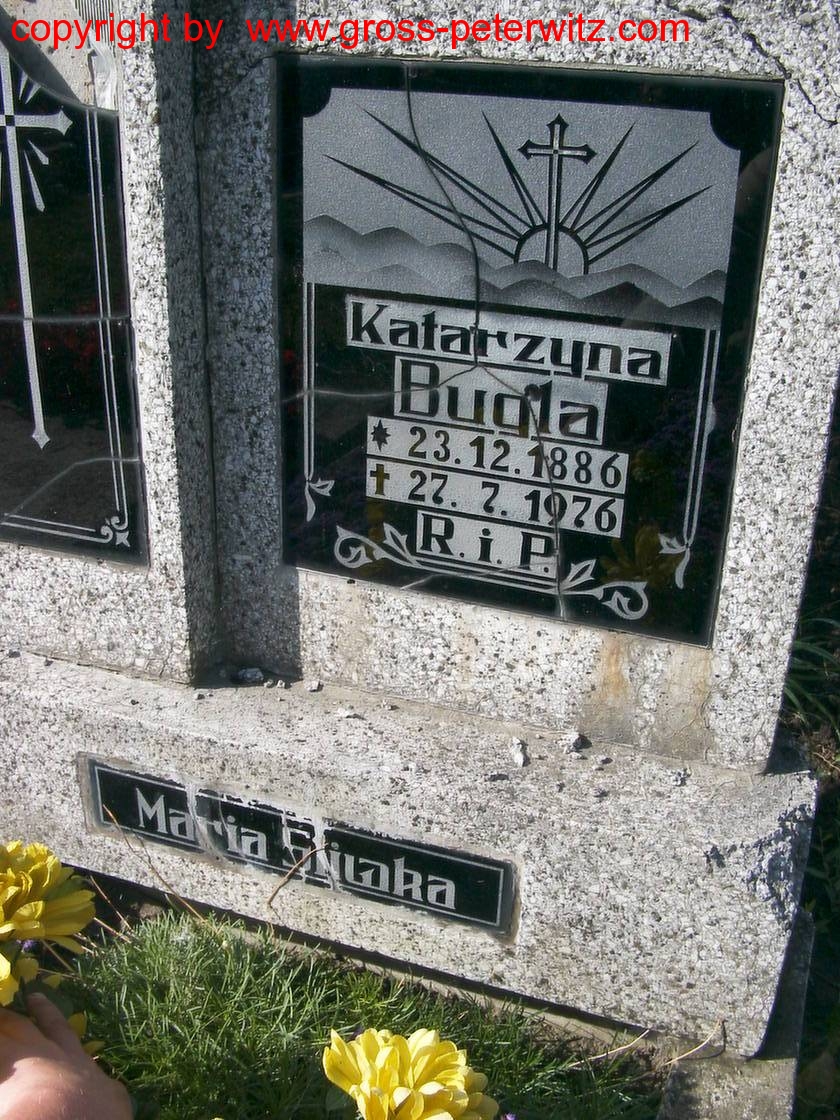 copyright by www.gross-peterwitz.com
Katarzyna
Bugla
23.12.1886
27. 7. 1976
R. i. P.
Maria